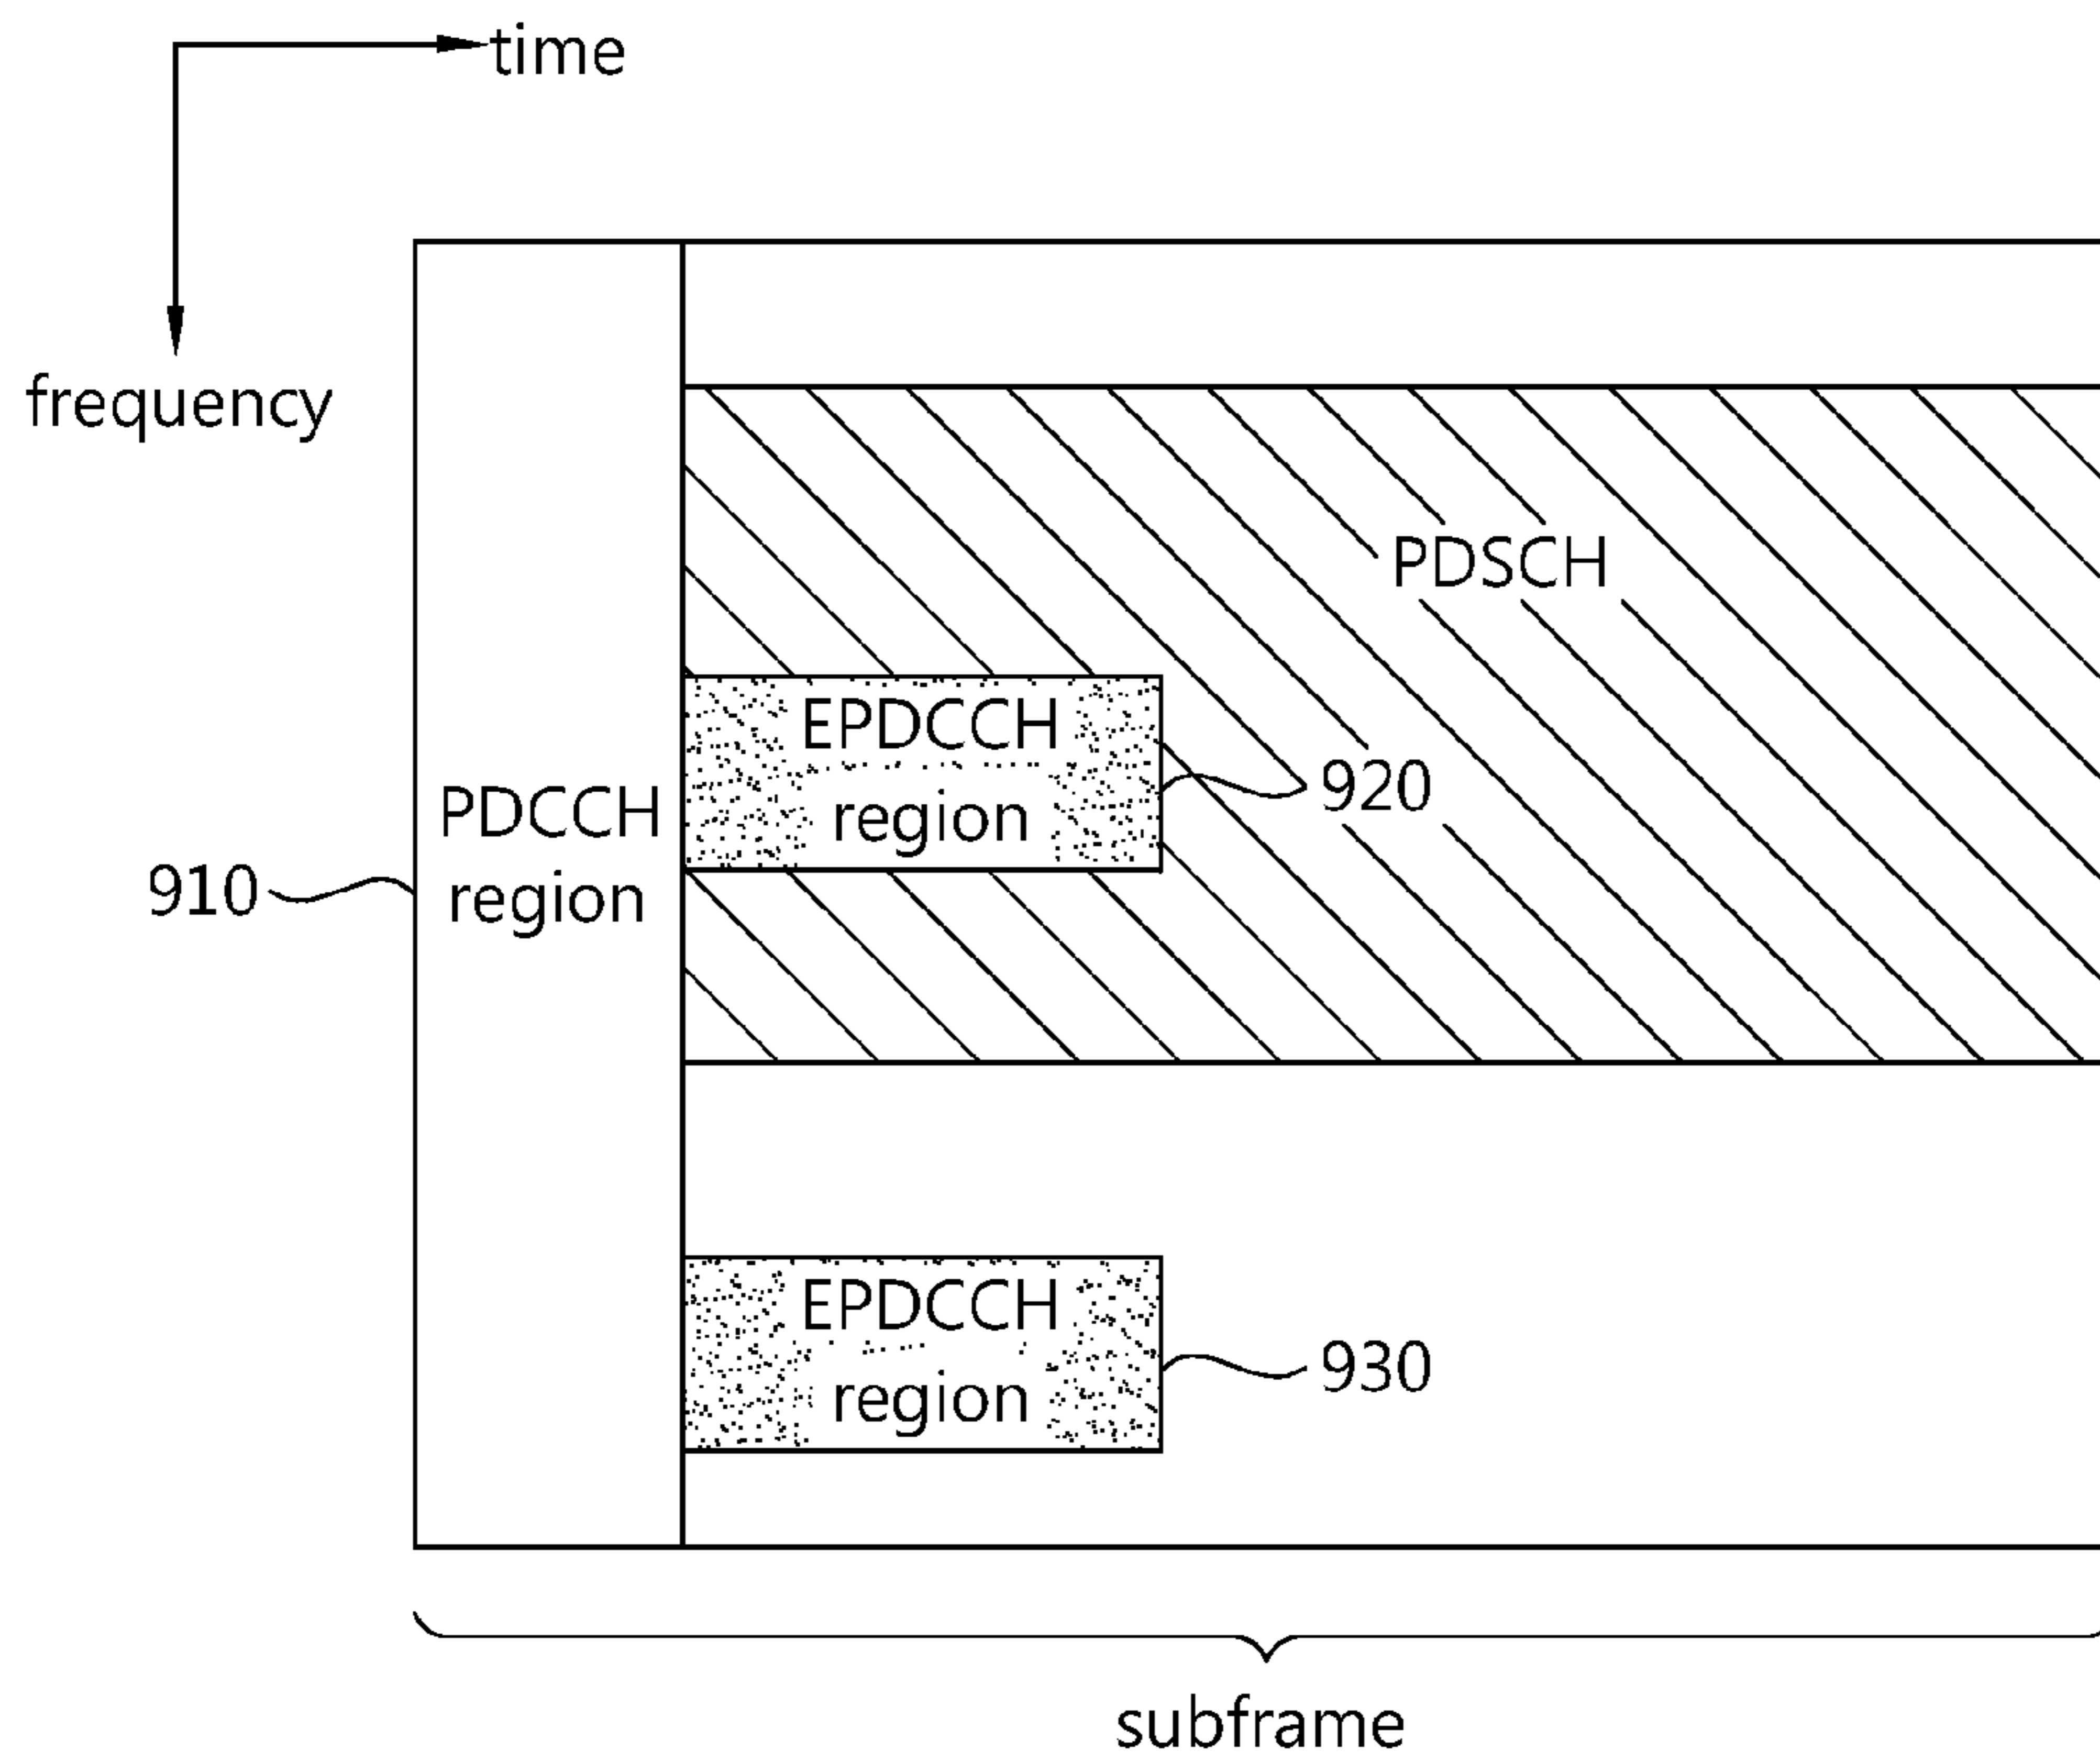 time
frequency
PDSCH
EPDCCH
region
920
PDCCH
region
910
EPDCCH
region
930
subframe